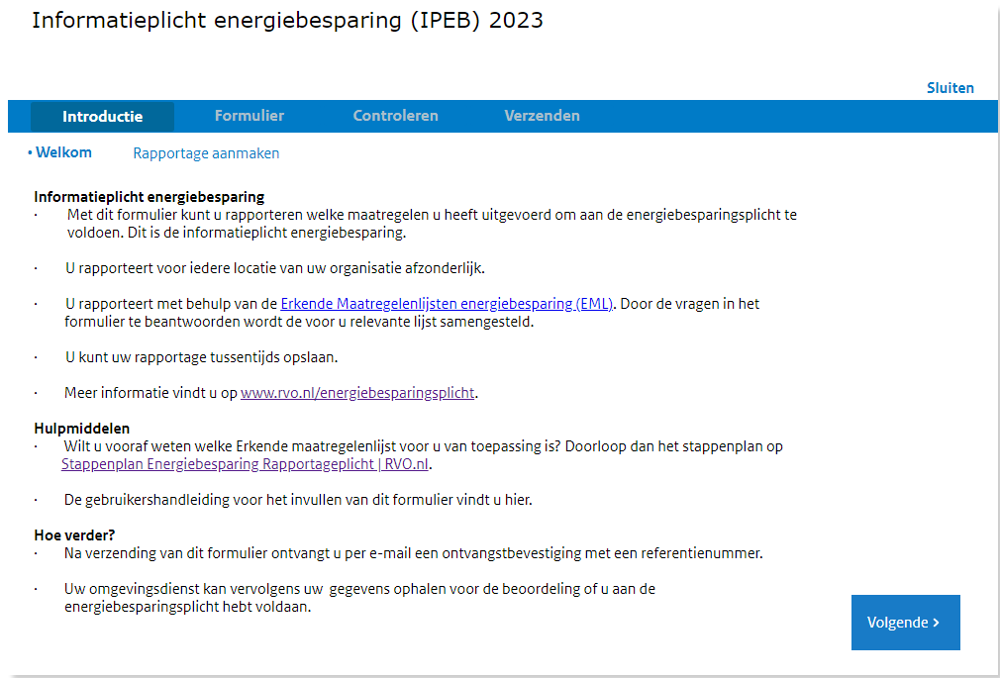 Informatieplicht energiebesparing (IPEB) 2023
Sluiten
Introductie Formulier Controleren Verzenden
• Welkom Rapportage aanmaken
Informatieplicht energiebesparing
· Met dit formulier kunt u rapporteren welke maatregelen u heeft uitgevoerd om aan de energiebesparingsplicht te
voldoen. Dit is de informatieplicht energiebesparing.
· U rapporteert voor iedere locatie van uw organisatie afzonderlijk.
· U rapporteert met behulp van de Erkende Maatregelenlijsten energiebesparing (EML). Door de vragen in het
formulier te beantwoorden wordt de voor u relevante lijst samengesteld.
· U kunt uw rapportage tussentijds opslaan.
· Meer informatie vindt u op www.rvo.nl/energiebesparingsplicht.
Hulpmiddelen
· Wilt u vooraf weten welke Erkende maatregelenlijst voor u van toepassing is? Doorloop dan het stappenplan op
Stappenplan Energiebesparing Rapportageplicht | RVO.nl.
· De gebruikershandleiding voor het invullen van dit formulier vindt u hier.
Hoe verder?
· Na verzending van dit formulier ontvangt u per e-mail een ontvangstbevestiging met een referentienummer.
· Uw omgevingsdienst kan vervolgens uw gegevens ophalen voor de beoordeling of u aan de
energiebesparingsplicht hebt voldaan.
Volgende >